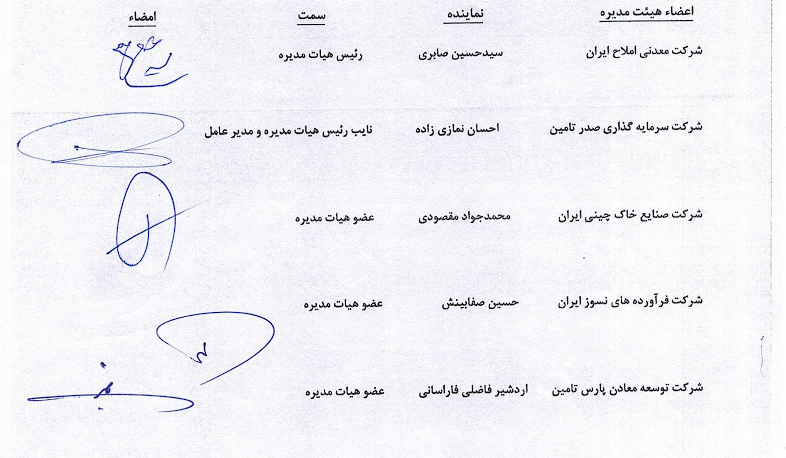 اعضاء هیئت مدیره نماینده سمت امضاء
شرکت معدنی املاح ایران سیدحسین صابری رئیس هیات مدیره
شرکت سرمایه گذاری صدر تامین احسان نمازی زاده نایب رئیس هیات مدیره و مدیر عامل
شرکت صنایع خاک چینی ایران محمدجواد مقصودی عضو هیات مدیره
شرکت فرآورده های نسوز ایران حسین صفابینش عضو هیات مدیره
شرکت توسعه معادن پارس تامین اردشیر فاضلی فاراسانی عضو هیات مدیره